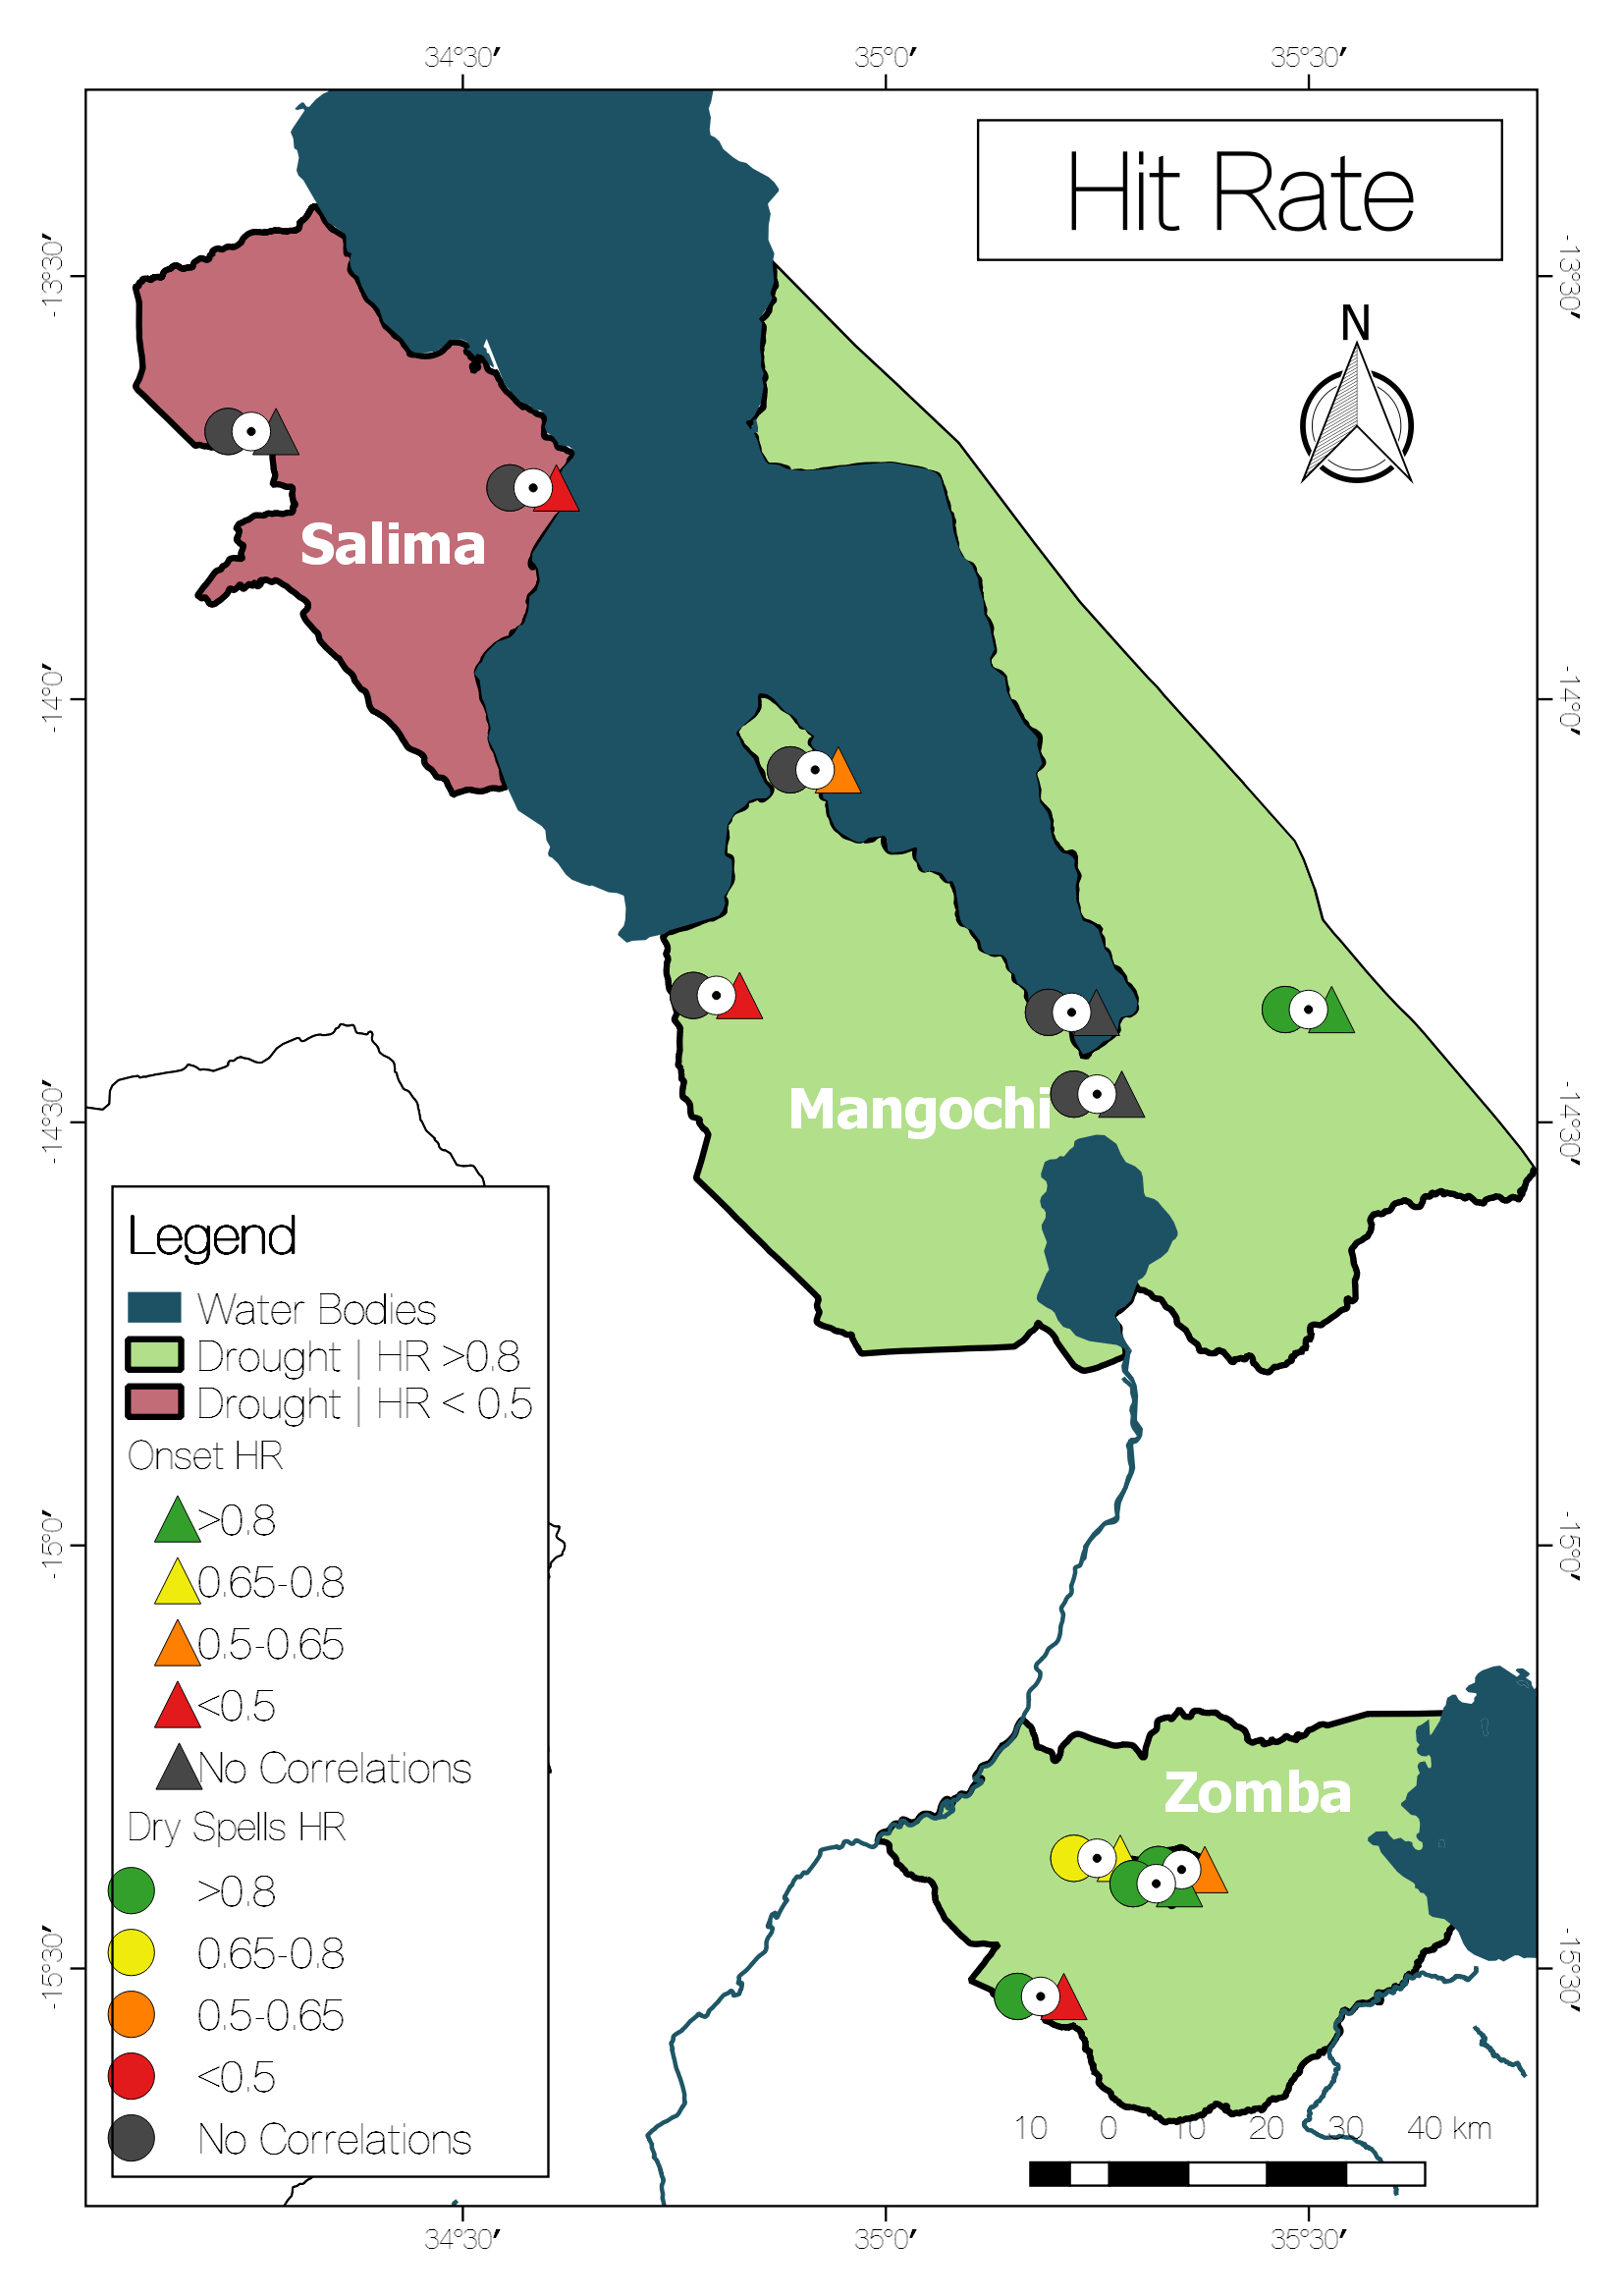 34°30′ 35°0′ 35°30′
Hit Rate
-13°30′ -13°30′
N
Salima
-14°0′ -14°0′
Mangochi
-14°30′ -14°30′
Legend
Water Bodies
Drought | HR >0.8
Drought | HR < 0.5
Onset HR
>0.8
0.65-0.8
0.5-0.65
<0.5
No Correlations
Dry Spells HR
>0.8
0.65-0.8
0.5-0.65
<0.5
No Correlations
-15°0′ -15°0′
Zomba
-15°30′ -15°30′
10 0 10 20 30 40 km
34°30′ 35°0′ 35°30′